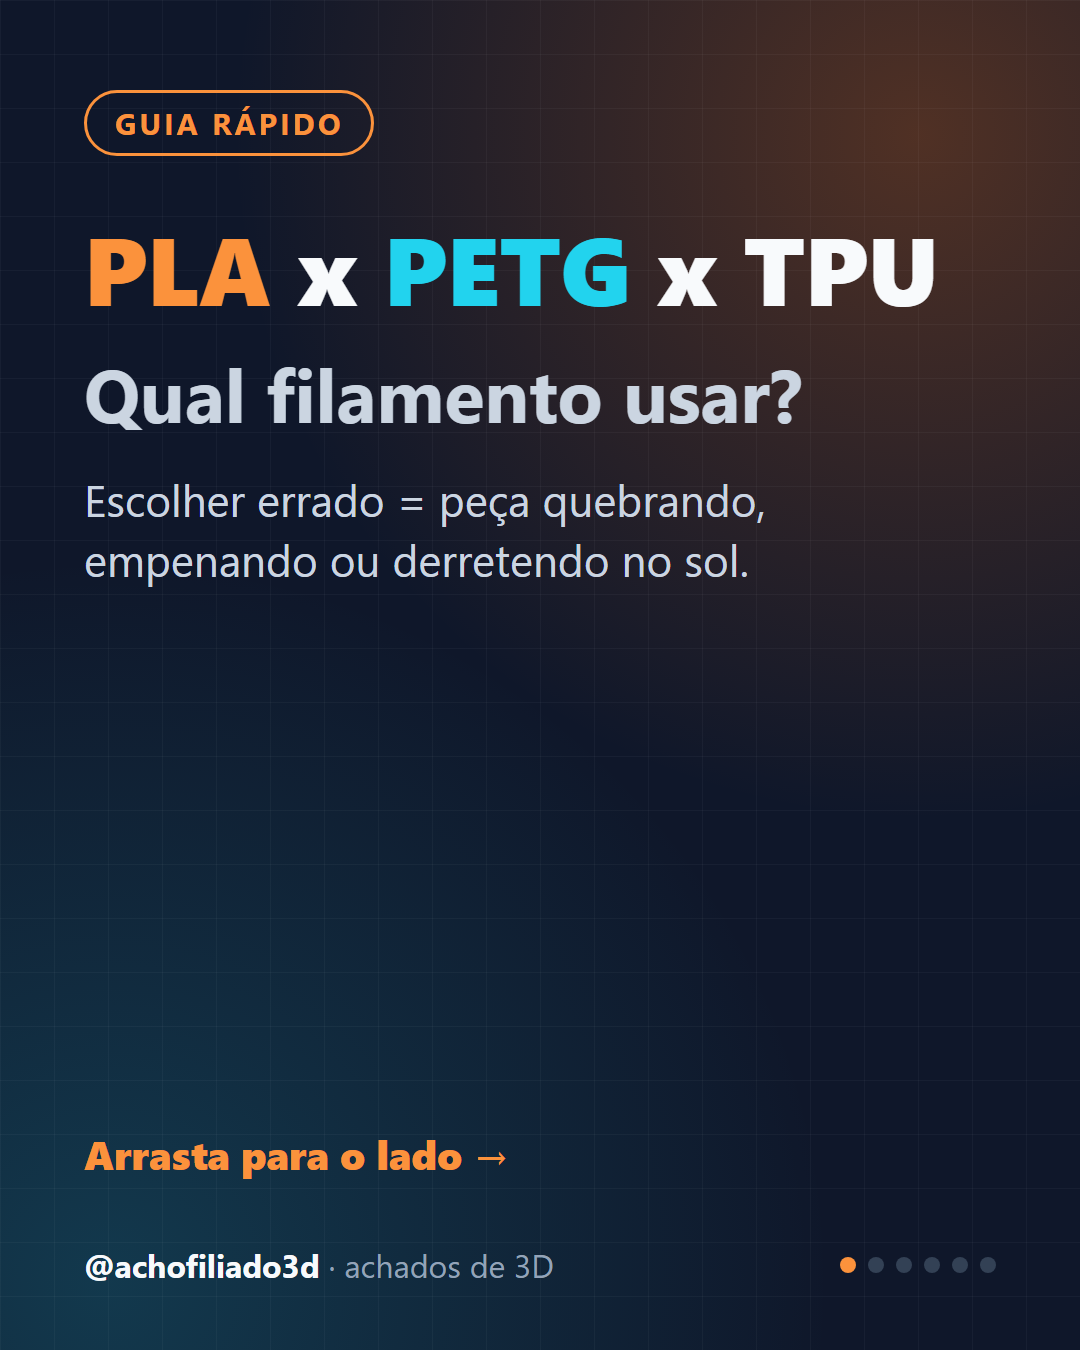 GUIA RÁPIDO
PLA x PETG x TPU
Qual filamento usar?
Escolher errado = peça quebrando,
empenando ou derretendo no sol.
Arrasta para o lado →
@achofiliado3d · achados de 3D